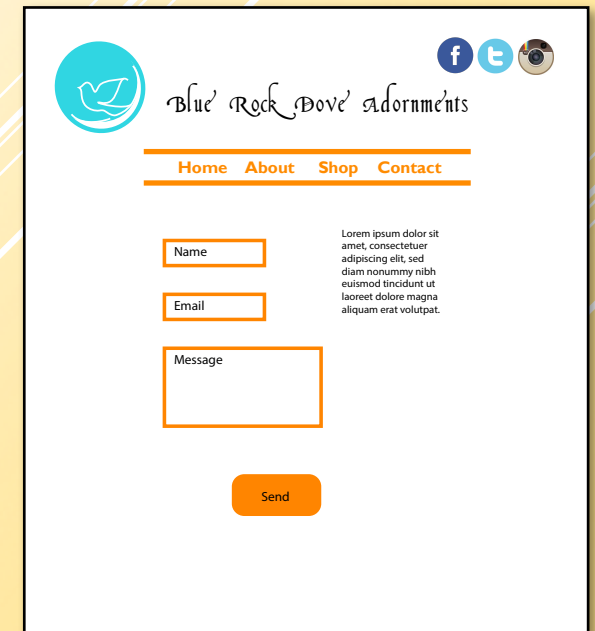 Blue Rock Dove Adornments
Home About Shop Contact
Name
Email
Message
Send
Lorem ipsum dolor sit
amet, consectetuer
adipiscing elit, sed
diam nonummy nibh
euismod tincidunt ut
laoreet dolore magna
aliquam erat volutpat.